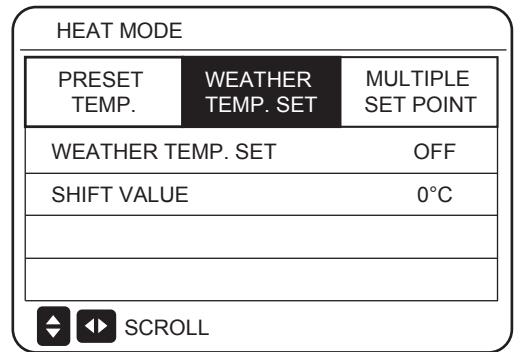 HEAT MODE
PRESET TEMP.
WEATHER TEMP. SET
MULTIPLE SET POINT
WEATHER TEMP. SET OFF
SHIFT VALUE 0°C
SCROLL